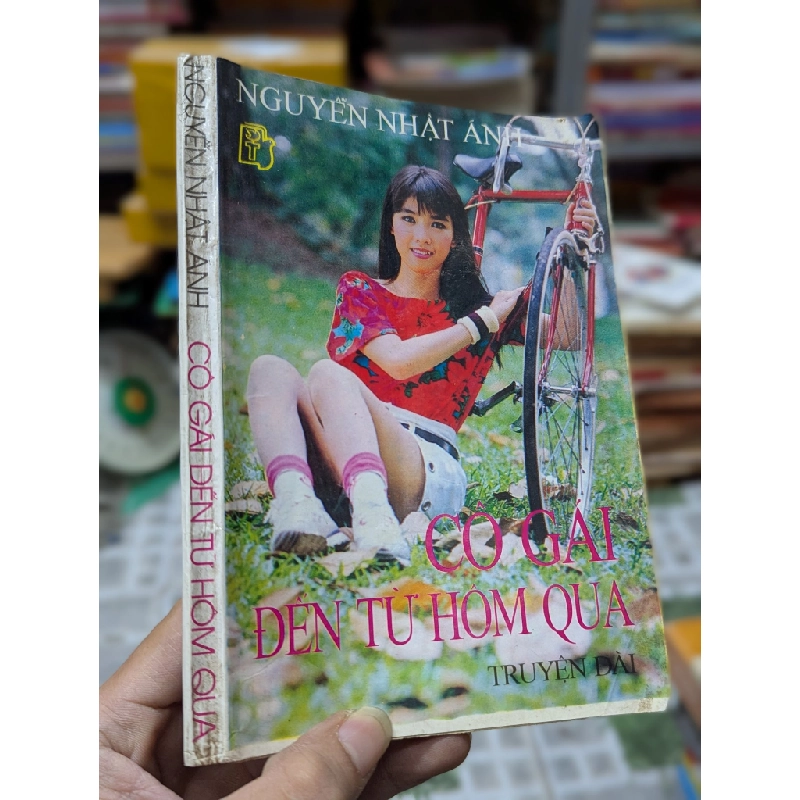 NGUYỄN NHẬT ÁNH
CÔ GÁI
ĐẾN TỪ HÔM QUA
TRUYỆN DÀI
NGUYỄN NHẬT ÁNH CÔ GÁI ĐẾN TỪ HÔM QUA